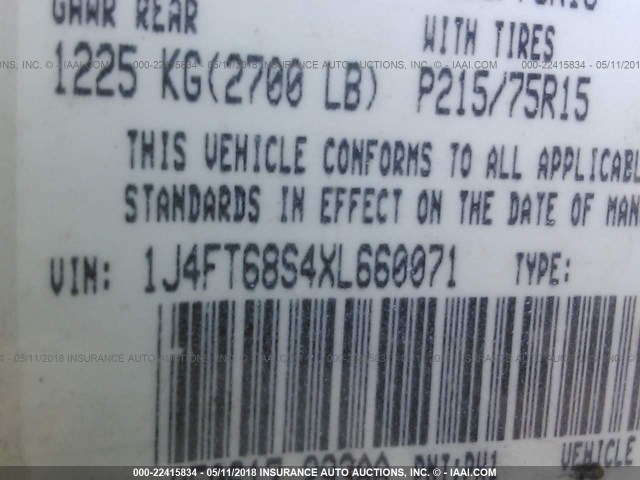 GAWR REAR
WITH TIRES
1225 KG(2700 LB) P215/75R15
THIS VEHICLE CONFORMS TO ALL APPLICABL
STANDARDS IN EFFECT ON THE DATE OF MAN
VIN: 1J4FT68S4XL660071 TYPE:
VEHICLE
000-22415834 - 05/11/2018 INSURANCE AUTO AUCTIONS, INC. - © IAAI.COM